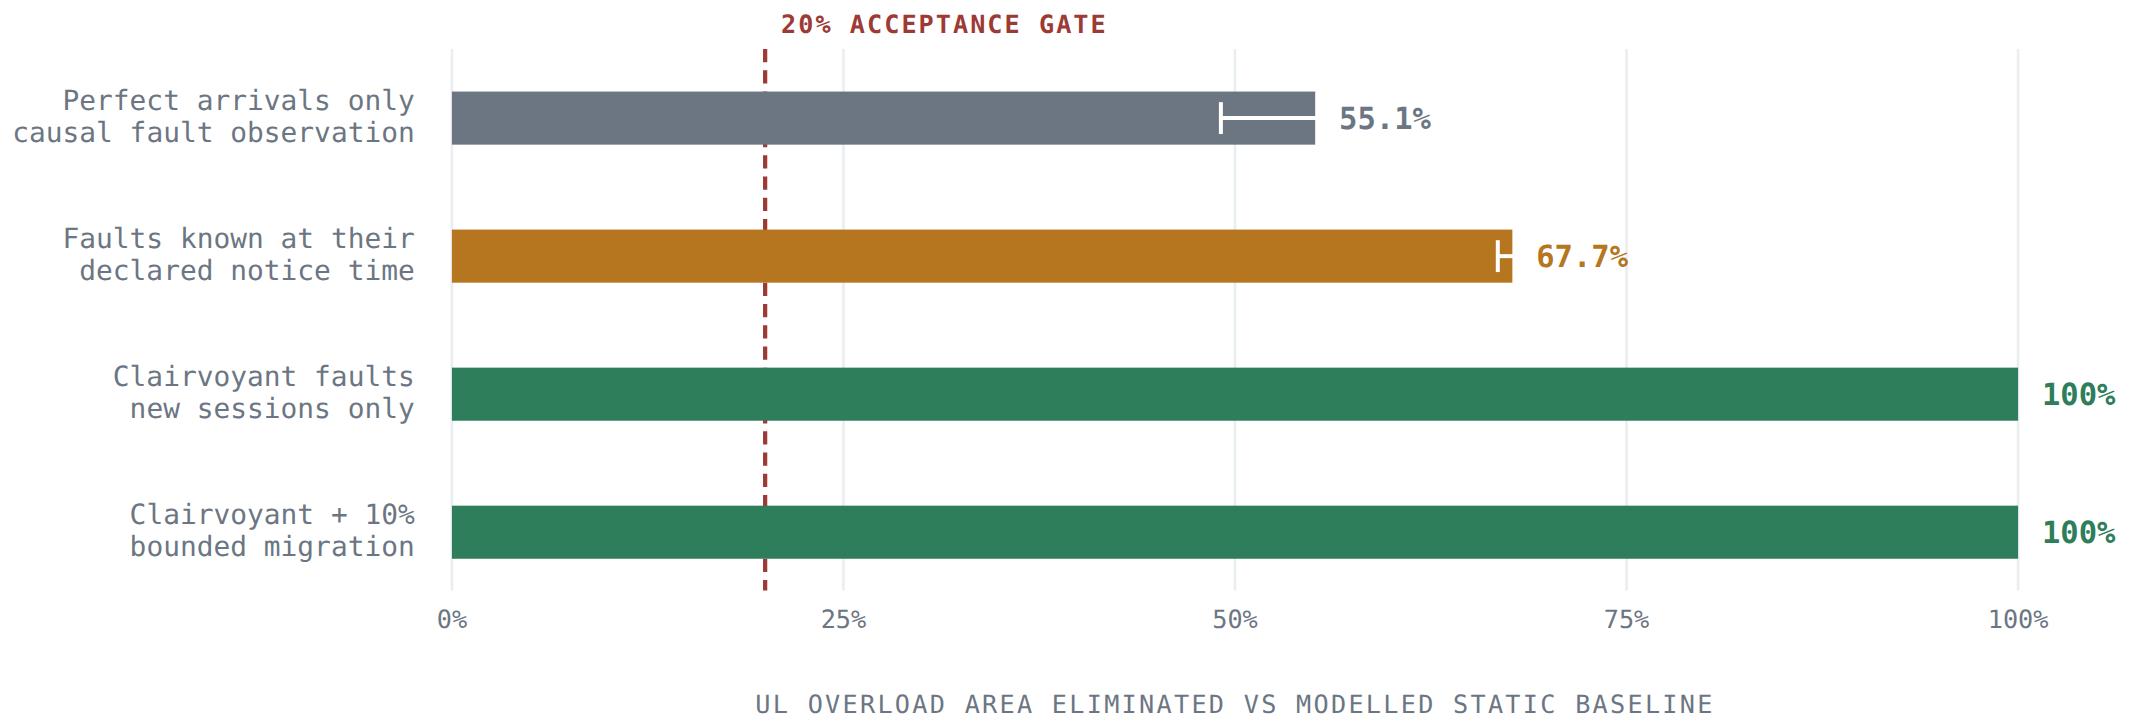 20% ACCEPTANCE GATE
Perfect arrivals only
causal fault observation
55.1%
Faults known at their
declared notice time
67.7%
Clairvoyant faults
new sessions only
100%
Clairvoyant + 10%
bounded migration
100%
0%
25%
50%
75%
100%
UL OVERLOAD AREA ELIMINATED VS MODELLED STATIC BASELINE